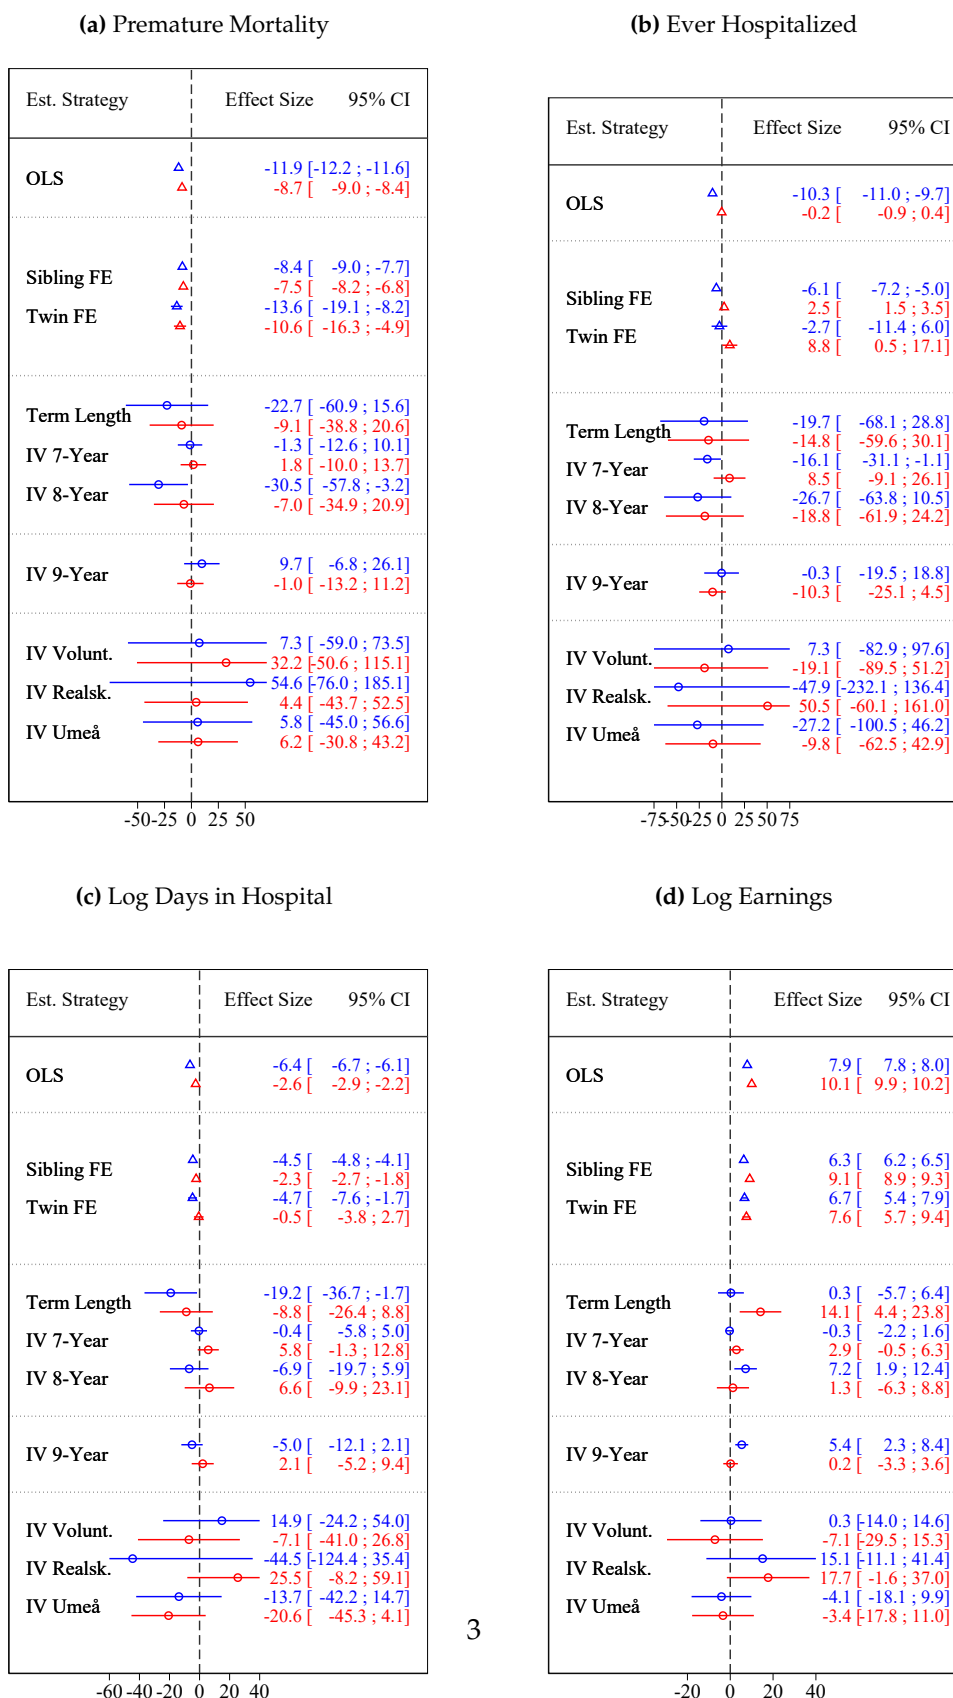 (a) Premature Mortality
Est. Strategy Effect Size 95% CI
OLS
-11.9 [-12.2 ; -11.6]
-8.7 [ -9.0 ; -8.4]
Sibling FE
-8.4 [ -9.0 ; -7.7]
-7.5 [ -8.2 ; -6.8]
Twin FE
-13.6 [ -19.1 ; -8.2]
-10.6 [ -16.3 ; -4.9]
Term Length
-22.7 [ -60.9 ; 15.6]
-9.1 [ -38.8 ; 20.6]
IV 7-Year
-1.3 [ -12.6 ; 10.1]
1.8 [ -10.0 ; 13.7]
IV 8-Year
-30.5 [ -57.8 ; -3.2]
-7.0 [ -34.9 ; 20.9]
IV 9-Year
9.7 [ -6.8 ; 26.1]
-1.0 [ -13.2 ; 11.2]
IV Volunt.
7.3 [ -59.0 ; 73.5]
32.2 [-50.6 ; 115.1]
IV Realsk.
54.6 [-76.0 ; 185.1]
4.4 [ -43.7 ; 52.5]
IV Umeå
5.8 [ -45.0 ; 56.6]
6.2 [ -30.8 ; 43.2]
-50 -25 0 25 50
(b) Ever Hospitalized
Est. Strategy Effect Size 95% CI
OLS
-10.3 [ -11.0 ; -9.7]
-0.2 [ -0.9 ; 0.4]
Sibling FE
-6.1 [ -7.2 ; -5.0]
2.5 [ 1.5 ; 3.5]
Twin FE
-2.7 [ -11.4 ; 6.0]
8.8 [ 0.5 ; 17.1]
Term Length
-19.7 [ -68.1 ; 28.8]
-14.8 [ -59.6 ; 30.1]
IV 7-Year
-16.1 [ -31.1 ; -1.1]
8.5 [ -9.1 ; 26.1]
IV 8-Year
-26.7 [ -63.8 ; 10.5]
-18.8 [ -61.9 ; 24.2]
IV 9-Year
-0.3 [ -19.5 ; 18.8]
-10.3 [ -25.1 ; 4.5]
IV Volunt.
7.3 [ -82.9 ; 97.6]
-19.1 [ -89.5 ; 51.2]
IV Realsk.
-47.9 [-232.1 ; 136.4]
50.5 [ -60.1 ; 161.0]
IV Umeå
-27.2 [ -100.5 ; 46.2]
-9.8 [ -62.5 ; 42.9]
-75 -50 -25 0 25 50 75
(c) Log Days in Hospital
Est. Strategy Effect Size 95% CI
OLS
-6.4 [ -6.7 ; -6.1]
-2.6 [ -2.9 ; -2.2]
Sibling FE
-4.5 [ -4.8 ; -4.1]
-2.3 [ -2.7 ; -1.8]
Twin FE
-4.7 [ -7.6 ; -1.7]
-0.5 [ -3.8 ; 2.7]
Term Length
-19.2 [ -36.7 ; -1.7]
-8.8 [ -26.4 ; 8.8]
IV 7-Year
-0.4 [ -5.8 ; 5.0]
5.8 [ -1.3 ; 12.8]
IV 8-Year
-6.9 [ -19.7 ; 5.9]
6.6 [ -9.9 ; 23.1]
IV 9-Year
-5.0 [ -12.1 ; 2.1]
2.1 [ -5.2 ; 9.4]
IV Volunt.
14.9 [ -24.2 ; 54.0]
-7.1 [ -41.0 ; 26.8]
IV Realsk.
-44.5 [-124.4 ; 35.4]
25.5 [ -8.2 ; 59.1]
IV Umeå
-13.7 [ -42.2 ; 14.7]
-20.6 [ -45.3 ; 4.1]
-60 -40 -20 0 20 40
(d) Log Earnings
Est. Strategy Effect Size 95% CI
OLS
7.9 [ 7.8 ; 8.0]
10.1 [ 9.9 ; 10.2]
Sibling FE
6.3 [ 6.2 ; 6.5]
9.1 [ 8.9 ; 9.3]
Twin FE
6.7 [ 5.4 ; 7.9]
7.6 [ 5.7 ; 9.4]
Term Length
0.3 [ -5.7 ; 6.4]
14.1 [ 4.4 ; 23.8]
IV 7-Year
-0.3 [ -2.2 ; 1.6]
2.9 [ -0.5 ; 6.3]
IV 8-Year
7.2 [ 1.9 ; 12.4]
1.3 [ -6.3 ; 8.8]
IV 9-Year
5.4 [ 2.3 ; 8.4]
0.2 [ -3.3 ; 3.6]
IV Volunt.
0.3 [ -14.0 ; 14.6]
-7.1 [-29.5 ; 15.3]
IV Realsk.
15.1 [ -11.1 ; 41.4]
17.7 [ -1.6 ; 37.0]
IV Umeå
-4.1 [ -18.1 ; 9.9]
-3.4 [-17.8 ; 11.0]
-20 0 20 40
3